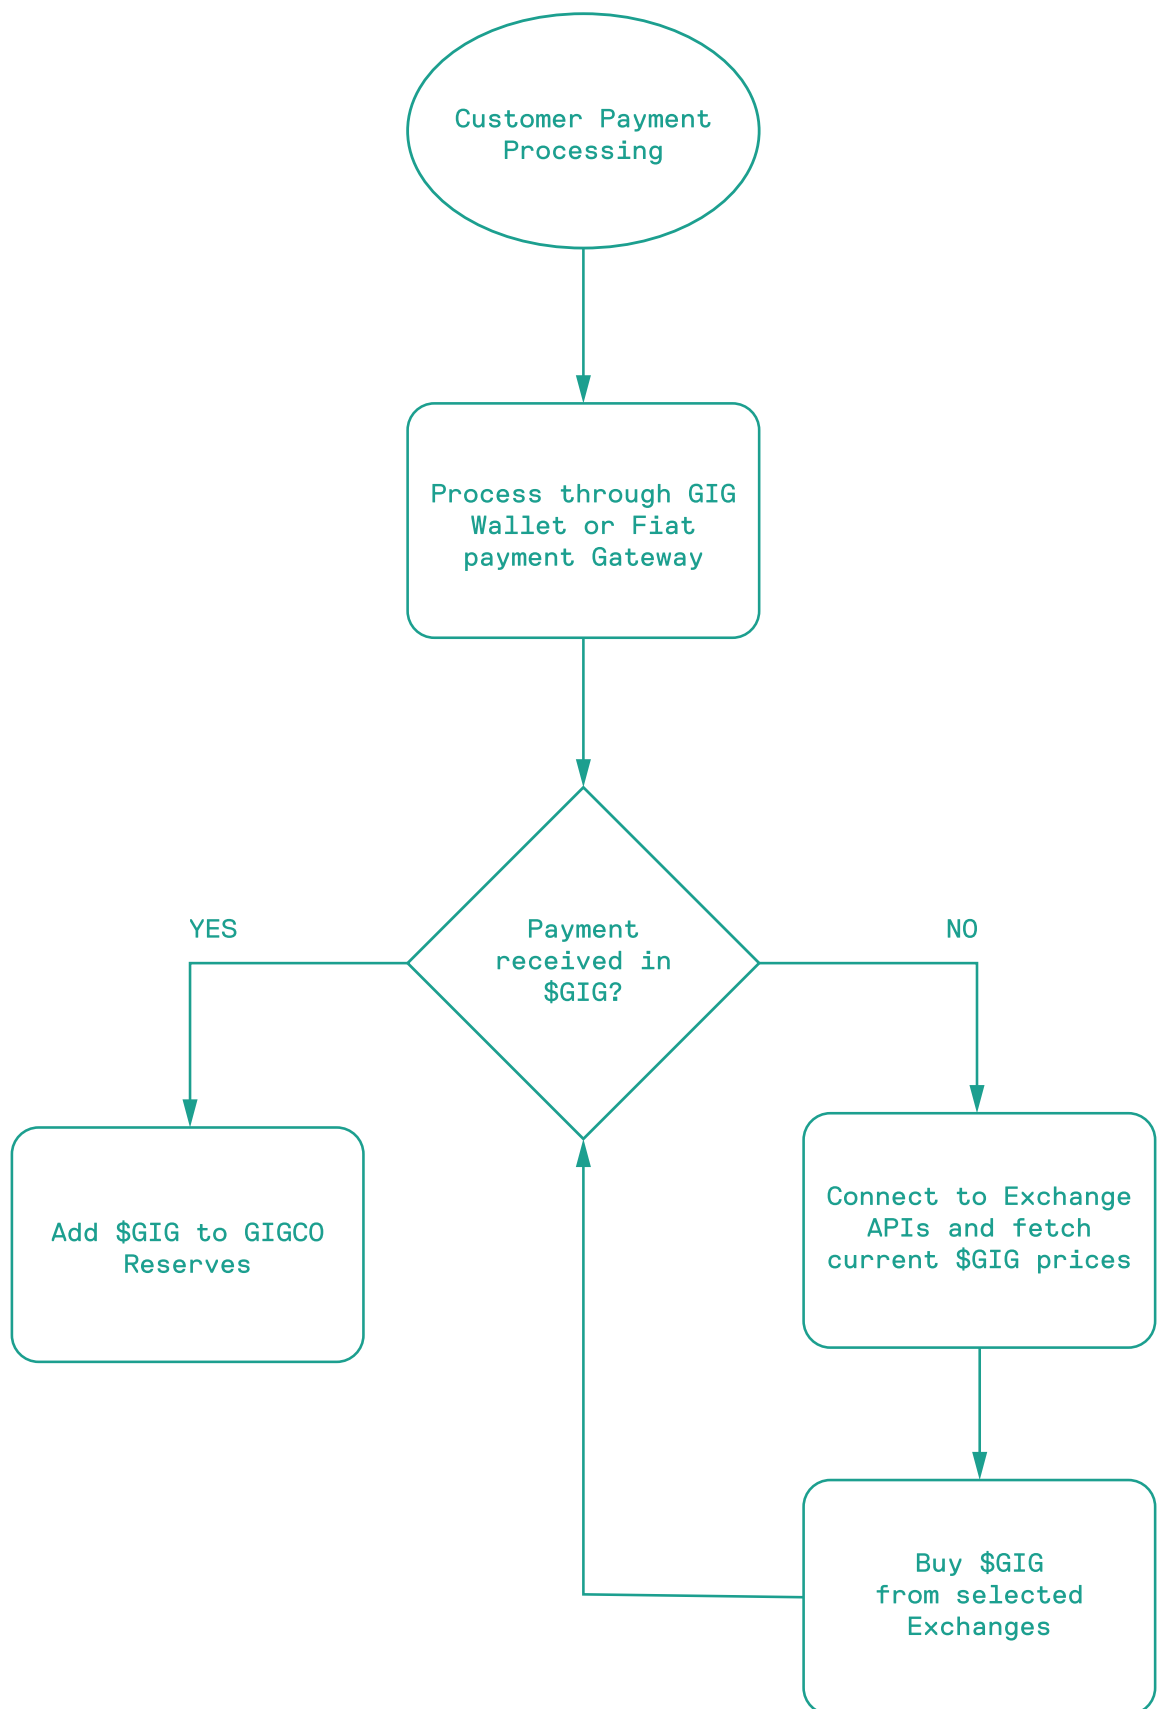 Customer Payment
Processing
Process through GIG
Wallet or Fiat
payment Gateway
YES
Payment
received in
$GIG?
NO
Add $GIG to GIGCO
Reserves
Connect to Exchange
APIs and fetch
current $GIG prices
Buy $GIG
from selected
Exchanges